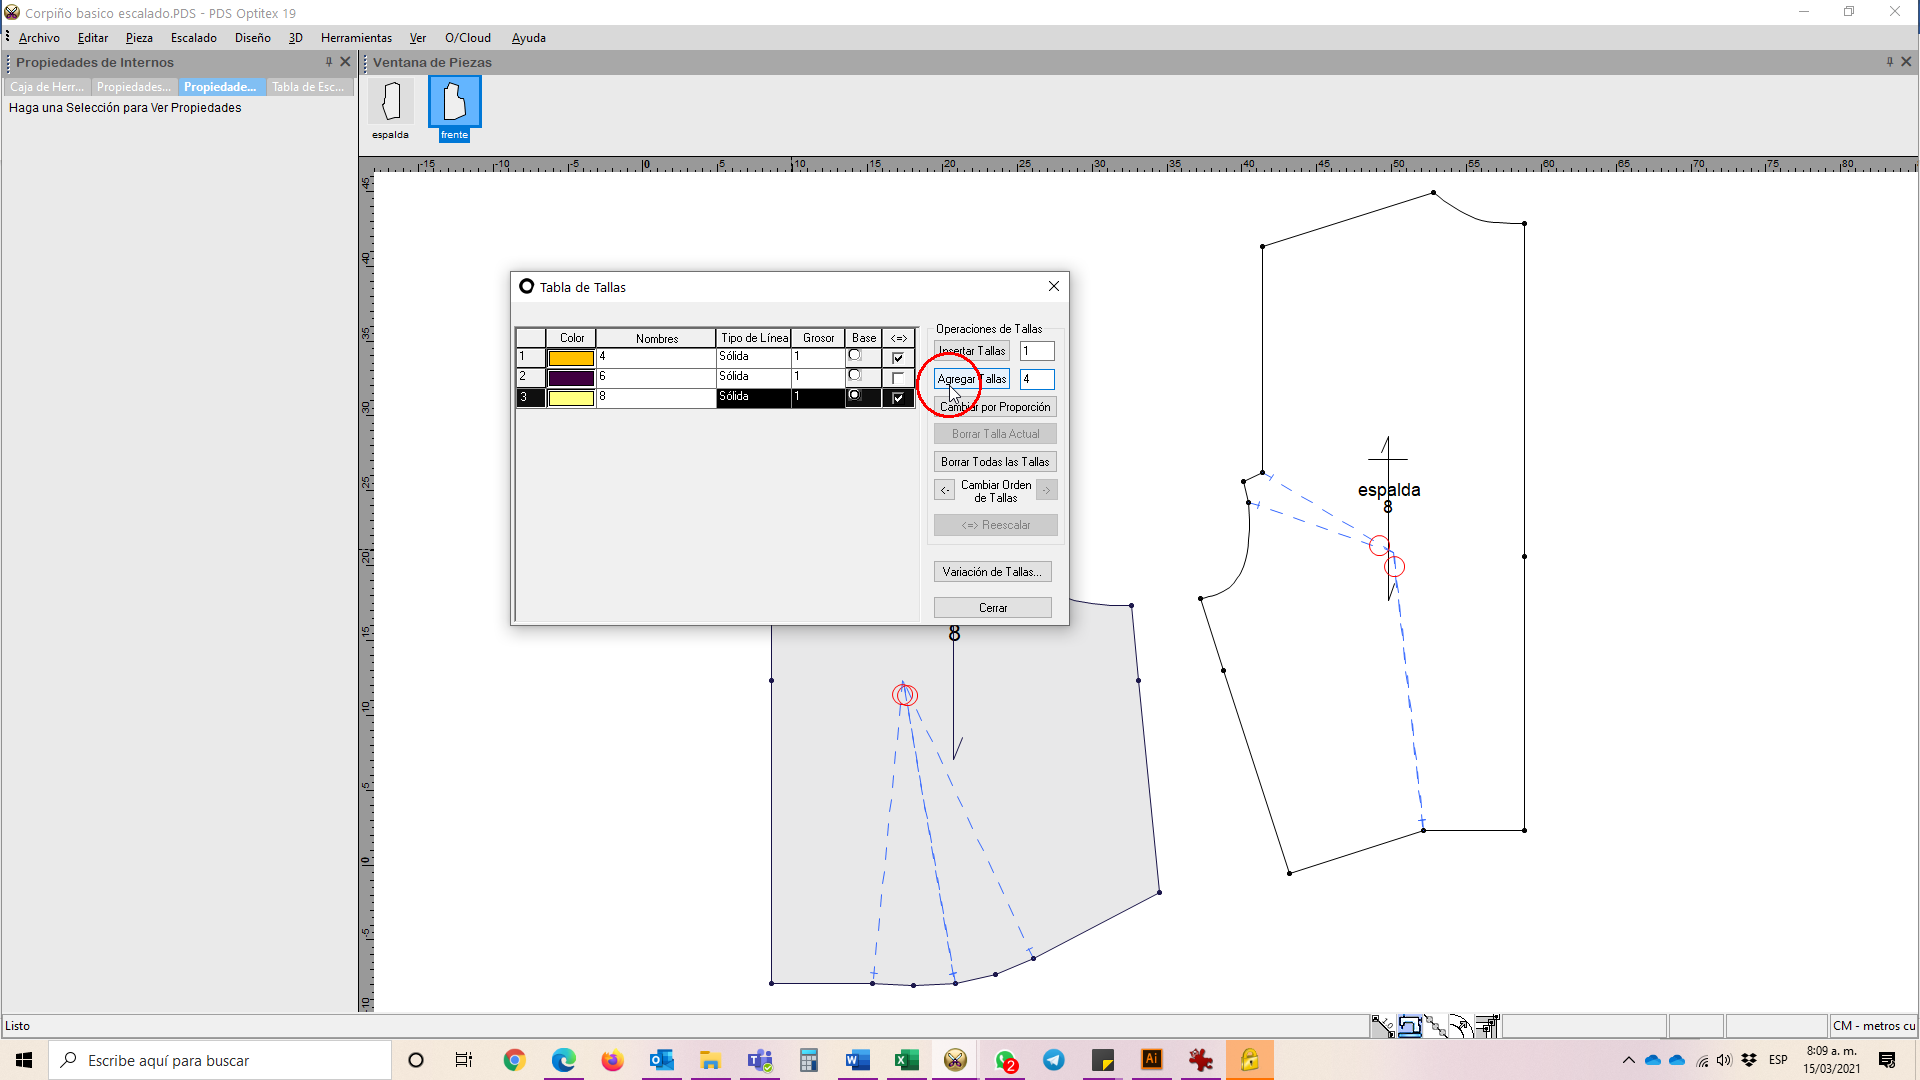 Corpiño basico escalado.PDS - PDS Optitex 19
Archivo Editar Pieza Escalado Diseño 3D Herramientas Ver O/Cloud Ayuda
Propiedades de Internos
Ventana de Piezas
Caja de Herr... Propiedades... Propiedade... Tabla de Esc...
Haga una Selección para Ver Propiedades
espalda
frente
-15 -10 -5 0 5 10 15 20 25 30 35 40 45 50 55 60 65 70 75 80
45
40
35
30
25
20
15
10
5
0
-5
-10
Tabla de Tallas
Color Nombres Tipo de Línea Grosor Base <=>
1 4 Sólida 1
2 6 Sólida 1
3 8 Sólida 1
Operaciones de Tallas
Insertar Tallas 1
Agregar Tallas 4
Cambiar por Proporción
Borrar Talla Actual
Borrar Todas las Tallas
<- Cambiar Orden de Tallas ->
<=> Reescalar
Variación de Tallas...
Cerrar
8
espalda
8
Listo
CM - metros cu
Escribe aquí para buscar
2
Ai
ESP
8:09 a. m.
15/03/2021